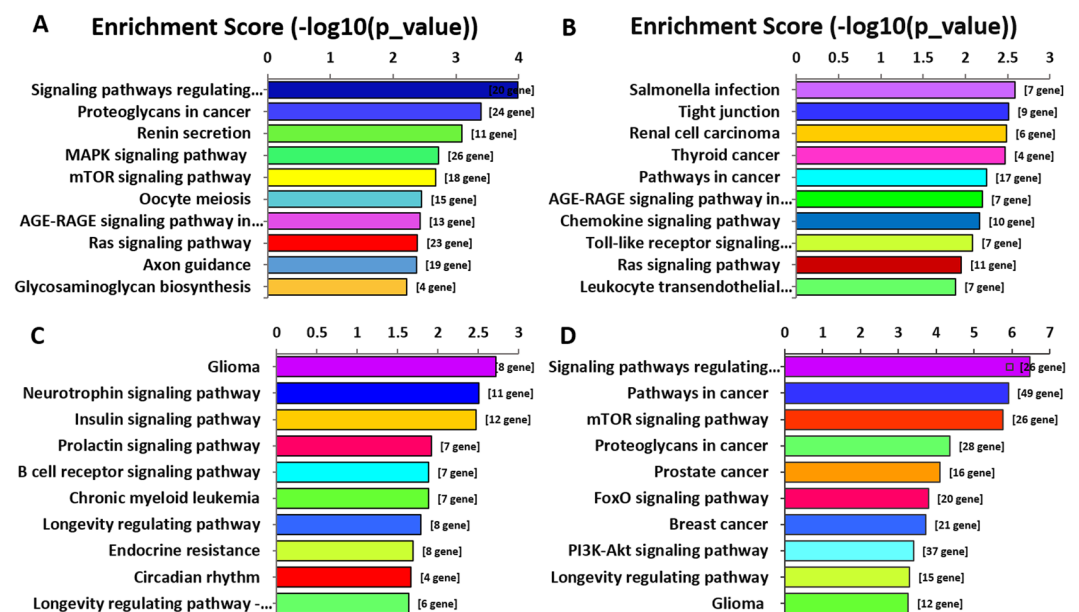 A
Enrichment Score (-log10(p_value))
0 1 2 3 4
Signaling pathways regulating... [20 gene]
Proteoglycans in cancer [24 gene]
Renin secretion [11 gene]
MAPK signaling pathway [26 gene]
mTOR signaling pathway [18 gene]
Oocyte meiosis [15 gene]
AGE-RAGE signaling pathway in... [13 gene]
Ras signaling pathway [23 gene]
Axon guidance [19 gene]
Glycosaminoglycan biosynthesis [4 gene]
B
Enrichment Score (-log10(p_value))
0 0.5 1 1.5 2 2.5 3
Salmonella infection [7 gene]
Tight junction [9 gene]
Renal cell carcinoma [6 gene]
Thyroid cancer [4 gene]
Pathways in cancer [17 gene]
AGE-RAGE signaling pathway in... [7 gene]
Chemokine signaling pathway [10 gene]
Toll-like receptor signaling... [7 gene]
Ras signaling pathway [11 gene]
Leukocyte transendothelial... [7 gene]
C
0 0.5 1 1.5 2 2.5 3
Glioma [8 gene]
Neurotrophin signaling pathway [11 gene]
Insulin signaling pathway [12 gene]
Prolactin signaling pathway [7 gene]
B cell receptor signaling pathway [7 gene]
Chronic myeloid leukemia [7 gene]
Longevity regulating pathway [8 gene]
Endocrine resistance [8 gene]
Circadian rhythm [4 gene]
Longevity regulating pathway -... [6 gene]
D
0 1 2 3 4 5 6 7
Signaling pathways regulating... [26 gene]
Pathways in cancer [49 gene]
mTOR signaling pathway [26 gene]
Proteoglycans in cancer [28 gene]
Prostate cancer [16 gene]
FoxO signaling pathway [20 gene]
Breast cancer [21 gene]
PI3K-Akt signaling pathway [37 gene]
Longevity regulating pathway [15 gene]
Glioma [12 gene]